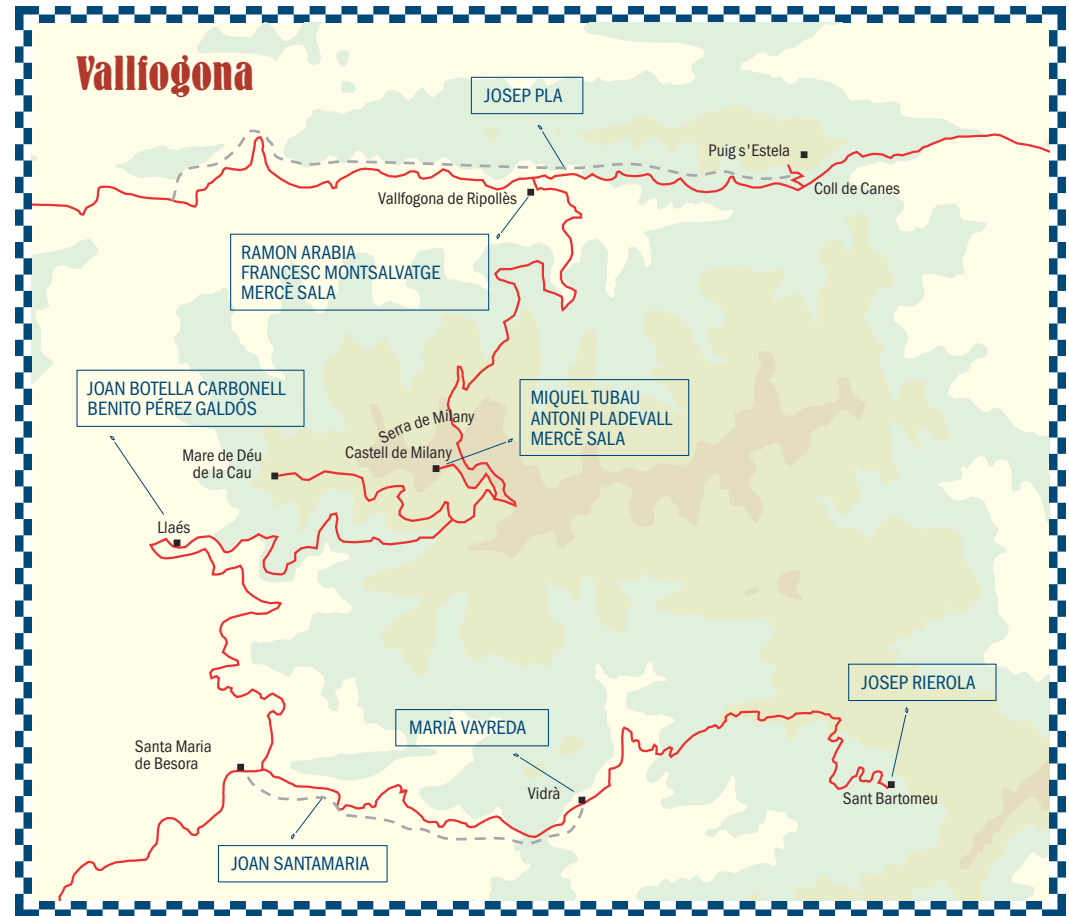 Vallfogona
JOSEP PLA
Puig s'Estela
Coll de Canes
Vallfogona de Ripollès
RAMON ARABIA
FRANCESC MONTSALVATGE
MERCÈ SALA
JOAN BOTELLA CARBONELL
BENITO PÉREZ GALDÓS
MIQUEL TUBAU
ANTONI PLADEVALL
MERCÈ SALA
Serra de Milany
Castell de Milany
Mare de Déu
de la Cau
Llaés
JOSEP RIEROLA
MARIÀ VAYREDA
Santa Maria
de Besora
Vidrà
Sant Bartomeu
JOAN SANTAMARIA